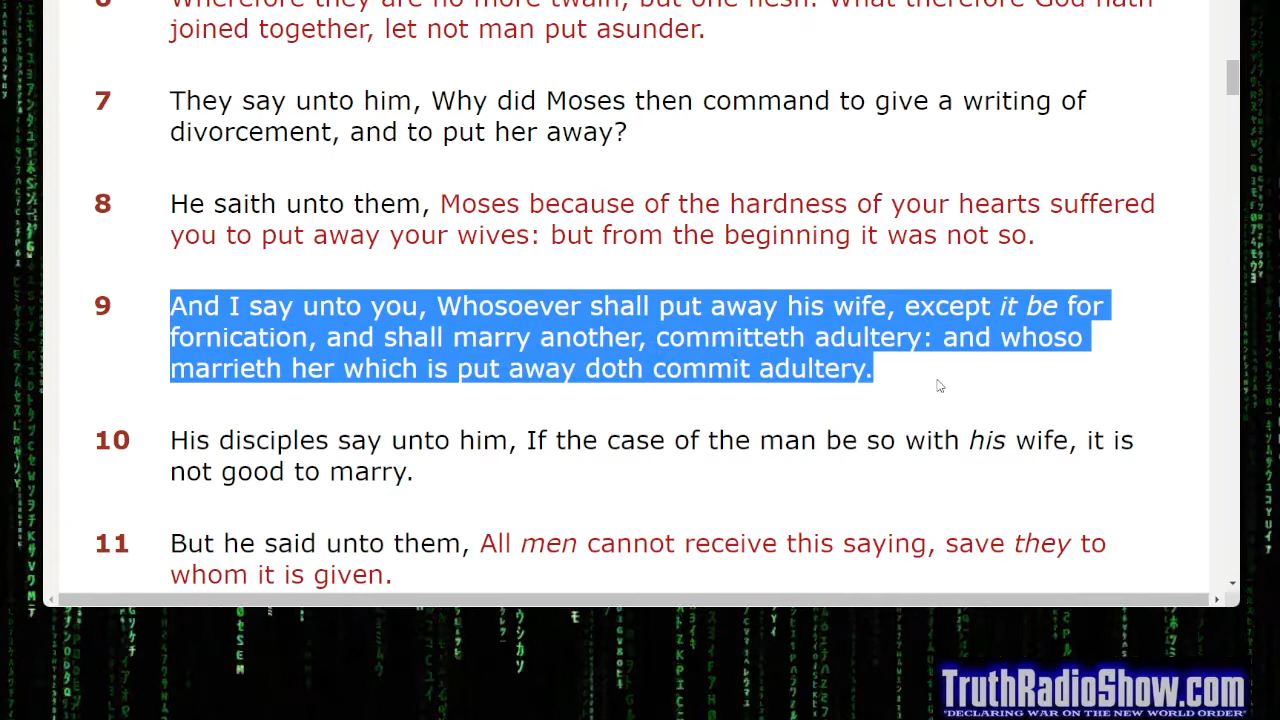 Wherefore they are no more twain, but one flesh. What therefore God hath
joined together, let not man put asunder.
7 They say unto him, Why did Moses then command to give a writing of
divorcement, and to put her away?
8 He saith unto them, Moses because of the hardness of your hearts suffered
you to put away your wives: but from the beginning it was not so.
9 And I say unto you, Whosoever shall put away his wife, except it be for
fornication, and shall marry another, committeth adultery: and whoso
marrieth her which is put away doth commit adultery.
10 His disciples say unto him, If the case of the man be so with his wife, it is
not good to marry.
11 But he said unto them, All men cannot receive this saying, save they to
whom it is given.
TruthRadioShow.com
"DECLARING WAR ON THE NEW WORLD ORDER"